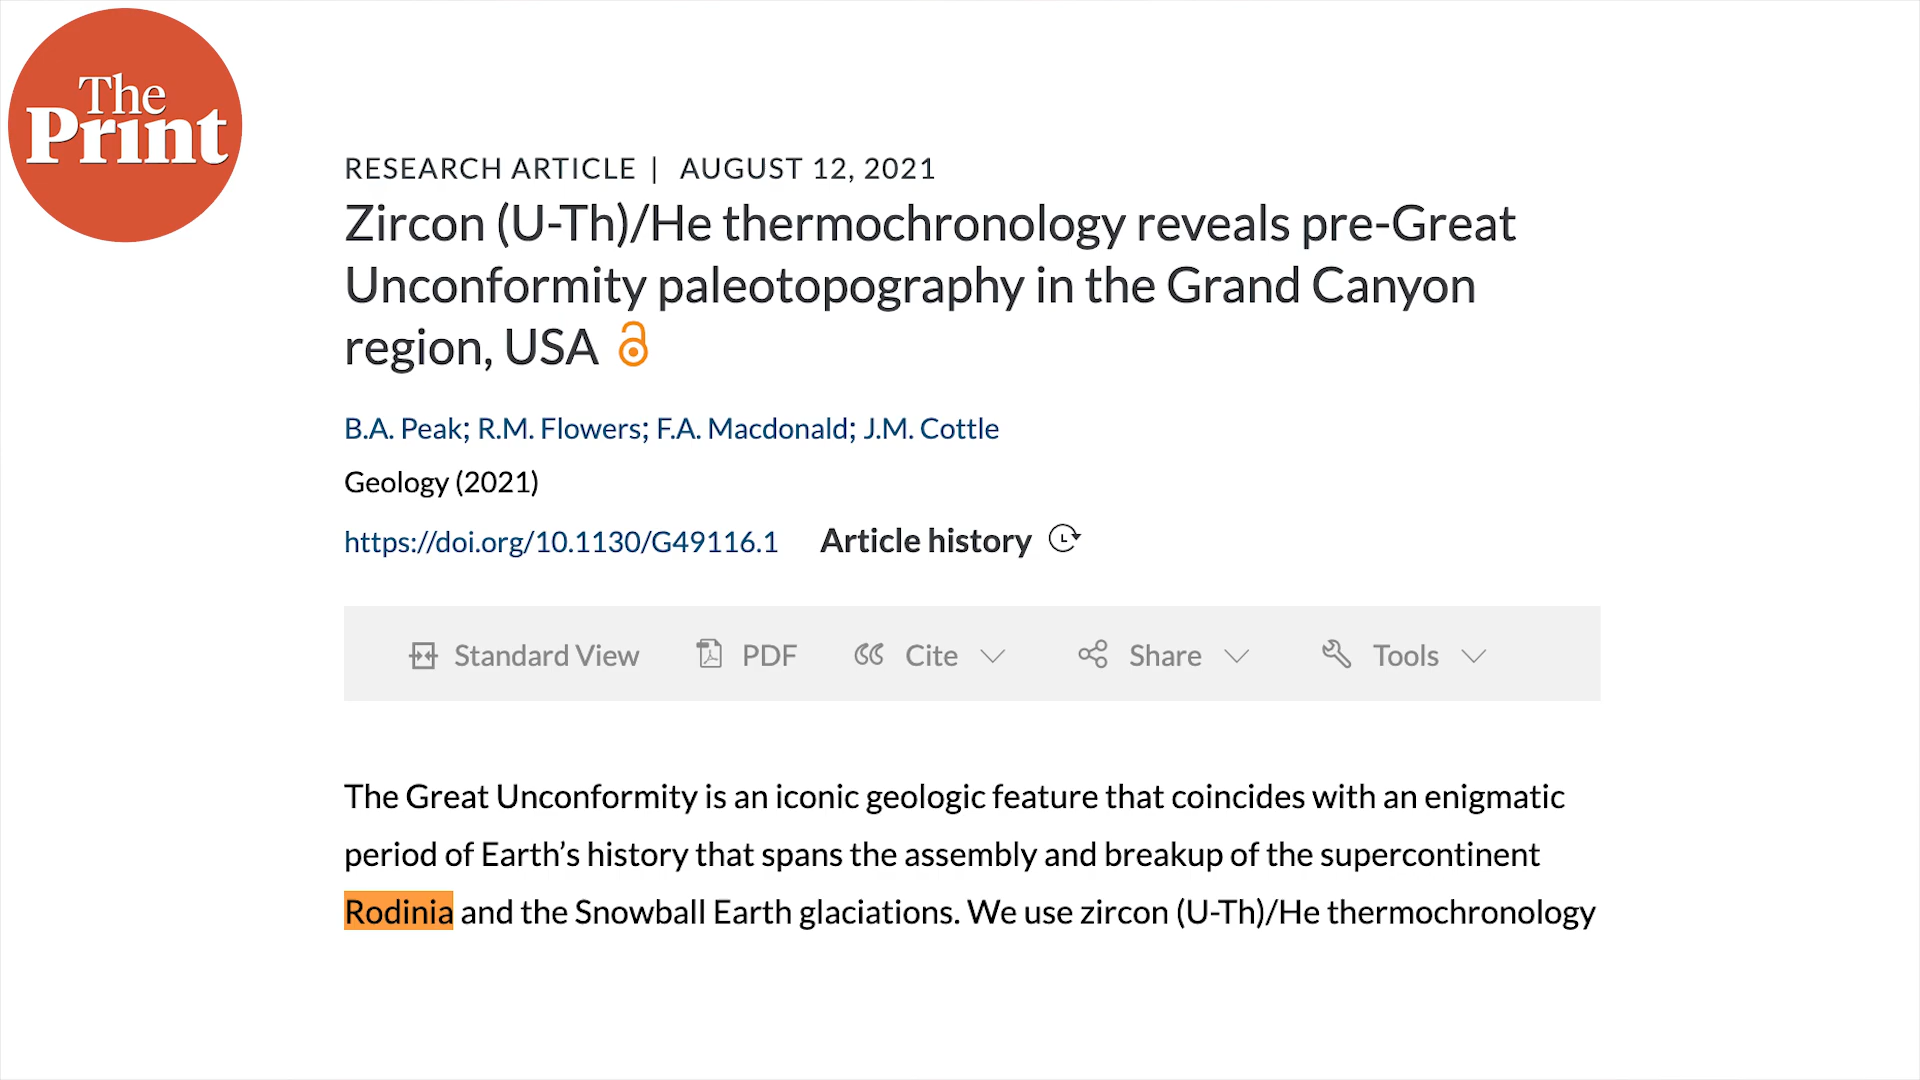 The
Print
RESEARCH ARTICLE | AUGUST 12, 2021
Zircon (U-Th)/He thermochronology reveals pre-Great
Unconformity paleotopography in the Grand Canyon
region, USA
B.A. Peak; R.M. Flowers; F.A. Macdonald; J.M. Cottle
Geology (2021)
https://doi.org/10.1130/G49116.1 Article history
Standard View PDF Cite Share Tools
The Great Unconformity is an iconic geologic feature that coincides with an enigmatic
period of Earth’s history that spans the assembly and breakup of the supercontinent
Rodinia and the Snowball Earth glaciations. We use zircon (U-Th)/He thermochronology